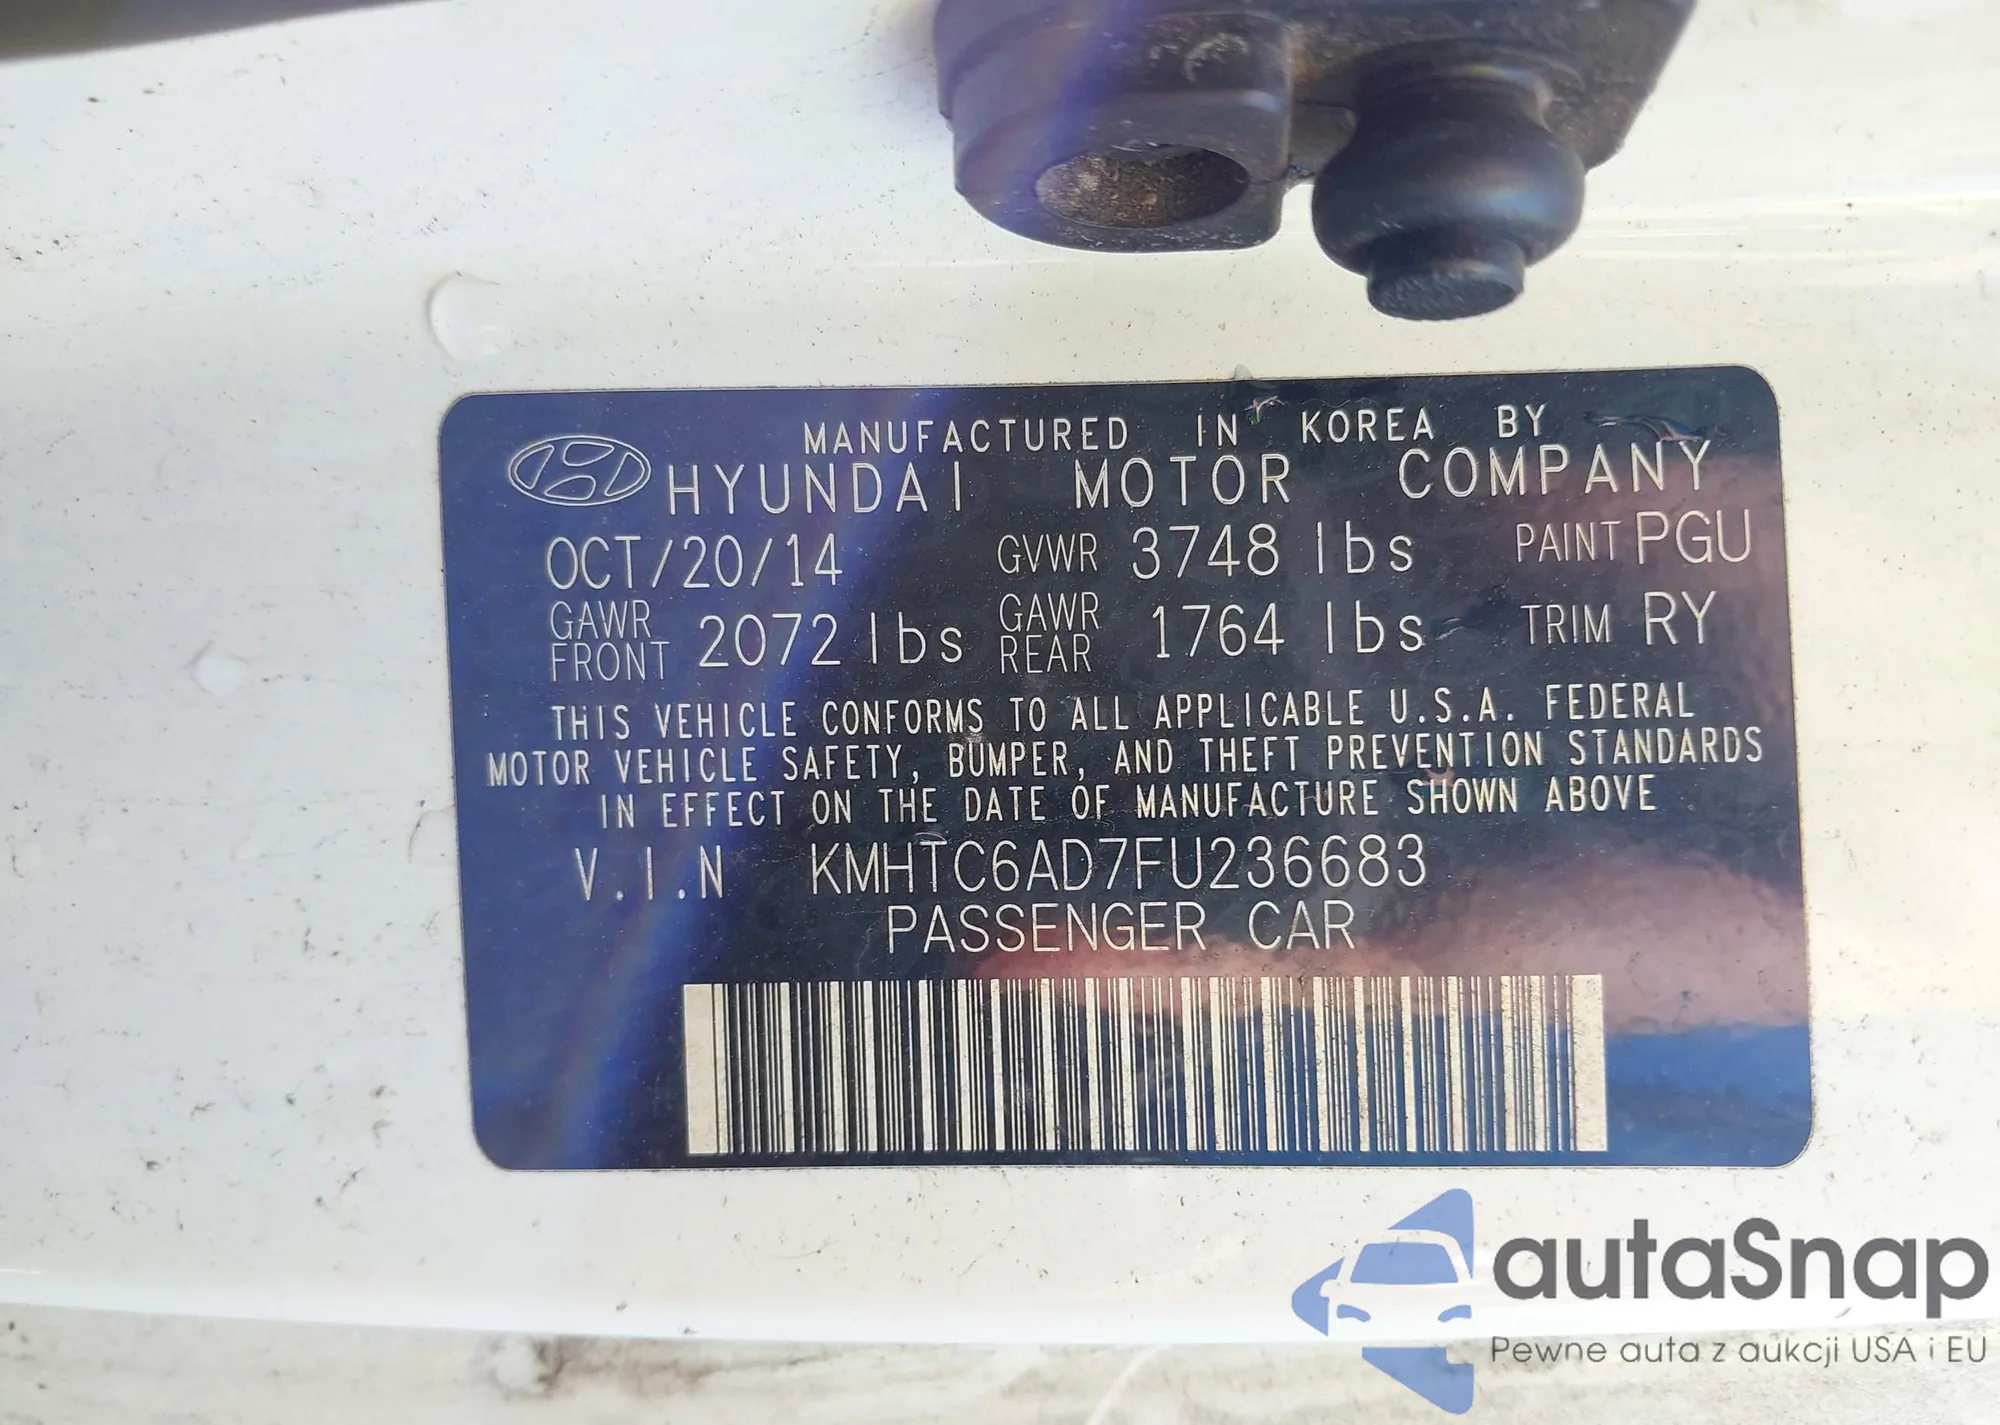 MANUFACTURED IN KOREA BY
HYUNDAI MOTOR COMPANY
OCT/20/14 GVWR 3748 lbs PAINT PGU
GAWR FRONT 2072 lbs GAWR REAR 1764 lbs TRIM RY
THIS VEHICLE CONFORMS TO ALL APPLICABLE U.S.A. FEDERAL
MOTOR VEHICLE SAFETY, BUMPER, AND THEFT PREVENTION STANDARDS
IN EFFECT ON THE DATE OF MANUFACTURE SHOWN ABOVE
V.I.N KMHTC6AD7FU236683
PASSENGER CAR
autaSnap
Pewne auta z aukcji USA i EU